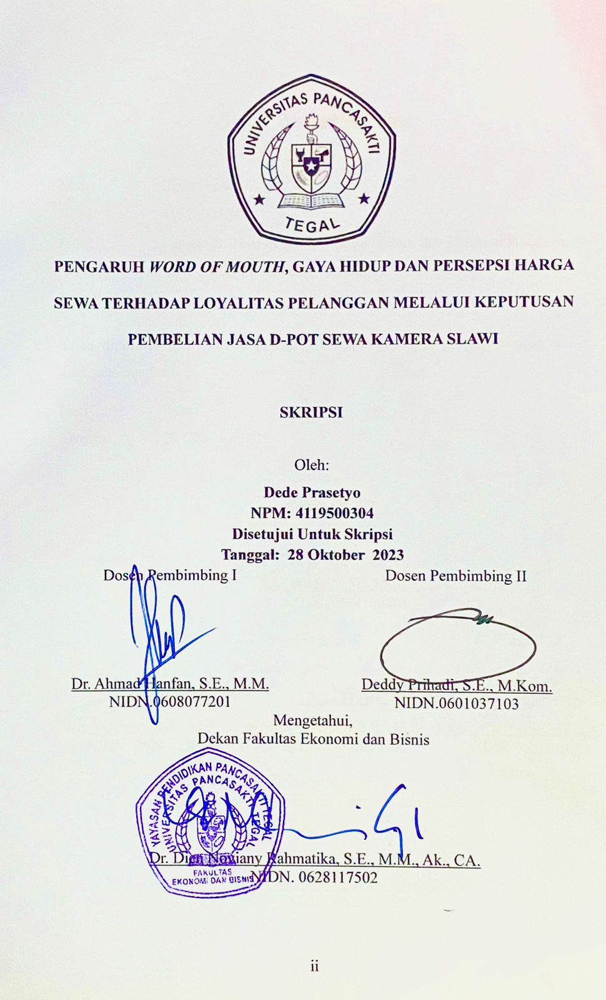 UNIVERSITAS PANCASAKTI
TEGAL
PENGARUH WORD OF MOUTH, GAYA HIDUP DAN PERSEPSI HARGA
SEWA TERHADAP LOYALITAS PELANGGAN MELALUI KEPUTUSAN
PEMBELIAN JASA D-POT SEWA KAMERA SLAWI
SKRIPSI
Oleh:
Dede Prasetyo
NPM: 4119500304
Disetujui Untuk Skripsi
Tanggal: 28 Oktober 2023
Dosen Pembimbing I Dosen Pembimbing II
Dr. Ahmad Hanfan, S.E., M.M. Deddy Prihadi, S.E., M.Kom.
NIDN.0608077201 NIDN.0601037103
Mengetahui,
Dekan Fakultas Ekonomi dan Bisnis
YAYASAN PENDIDIKAN PANCASAKTI TEGAL
UNIVERSITAS PANCASAKTI TEGAL
Dr. Dien Noviany Rahmatika, S.E., M.M., Ak., CA.
FAKULTAS
EKONOMI DAN BISNIS
NIDN. 0628117502
ii